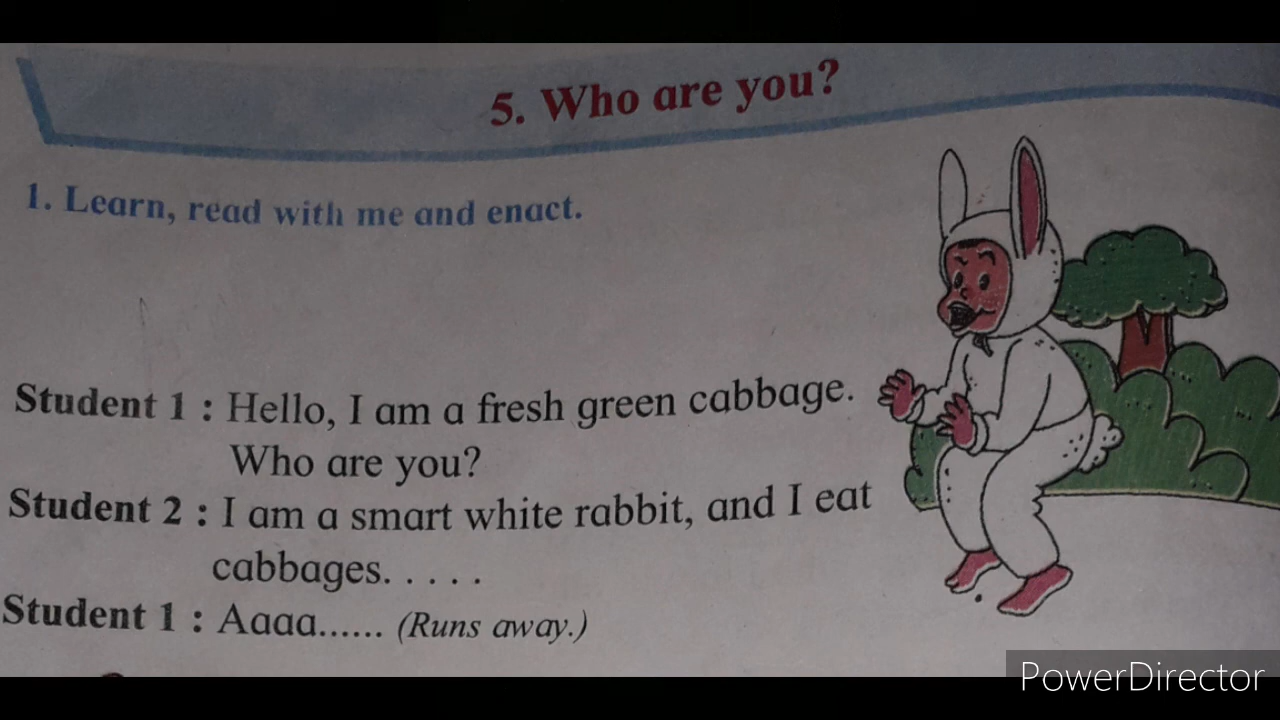 5. Who are you?
1. Learn, read with me and enact.
Student 1 : Hello, I am a fresh green cabbage.
Who are you?
Student 2 : I am a smart white rabbit, and I eat
cabbages. . . . .
Student 1 : Aaaa...... (Runs away.)
PowerDirector